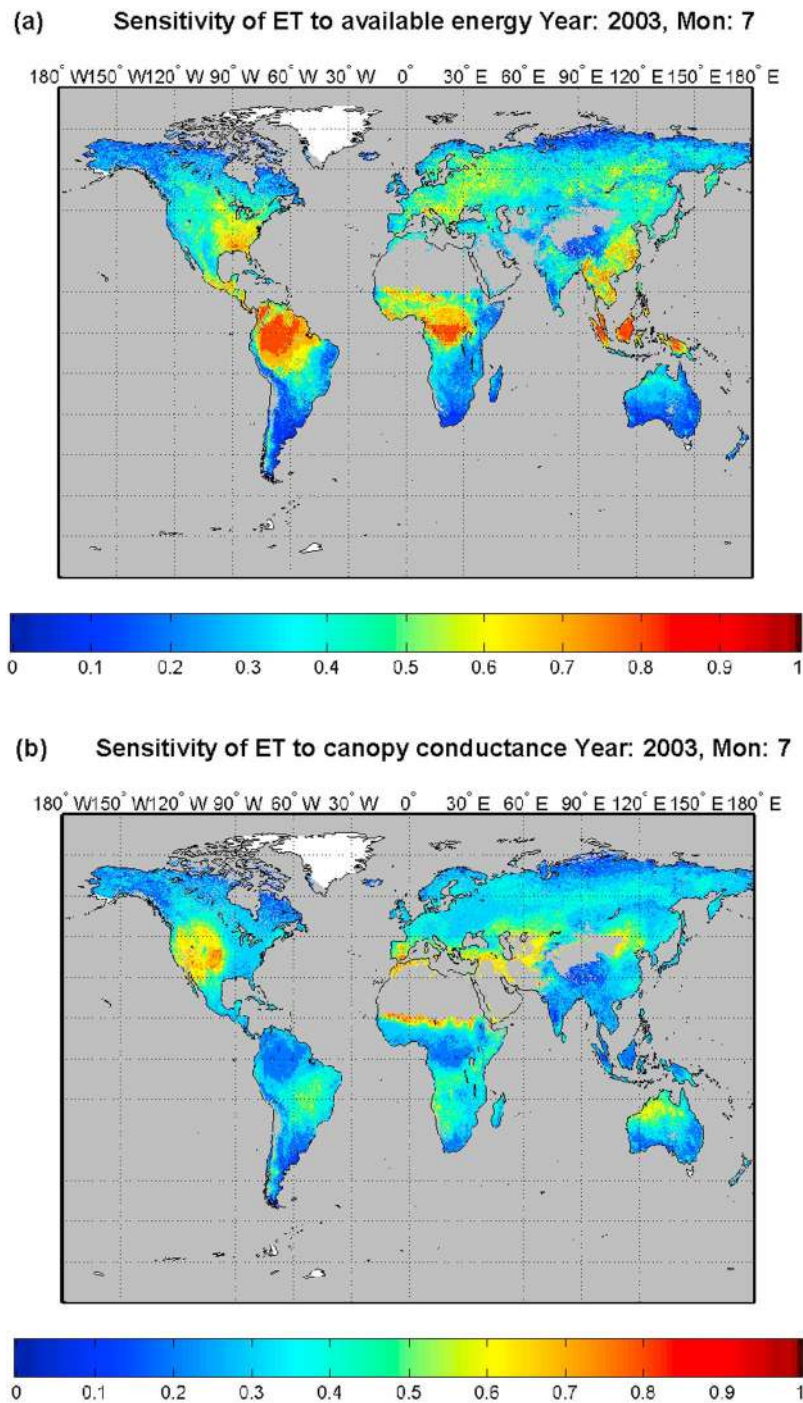 (a) Sensitivity of ET to available energy Year: 2003, Mon: 7
180° W150° W120° W 90° W 60° W 30° W 0° 30° E 60° E 90° E 120° E 150° E 180° E
0 0.1 0.2 0.3 0.4 0.5 0.6 0.7 0.8 0.9 1
(b) Sensitivity of ET to canopy conductance Year: 2003, Mon: 7
180° W150° W120° W 90° W 60° W 30° W 0° 30° E 60° E 90° E 120° E 150° E 180° E
0 0.1 0.2 0.3 0.4 0.5 0.6 0.7 0.8 0.9 1